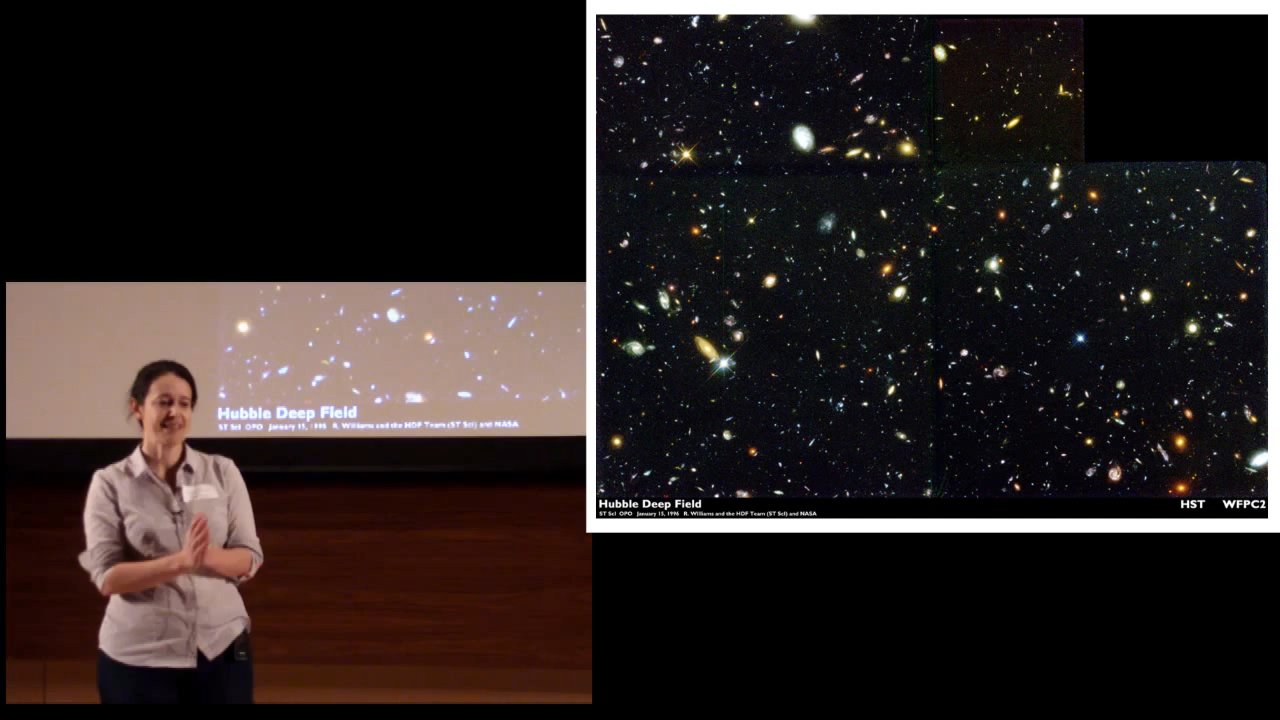 Hubble Deep Field
ST ScI OPO January 15, 1996 R. Williams and the HDF Team (ST ScI) and NASA
HST WFPC2
Hubble Deep Field
ST ScI OPO January 15, 1996 R. Williams and the HDF Team (ST ScI) and NASA